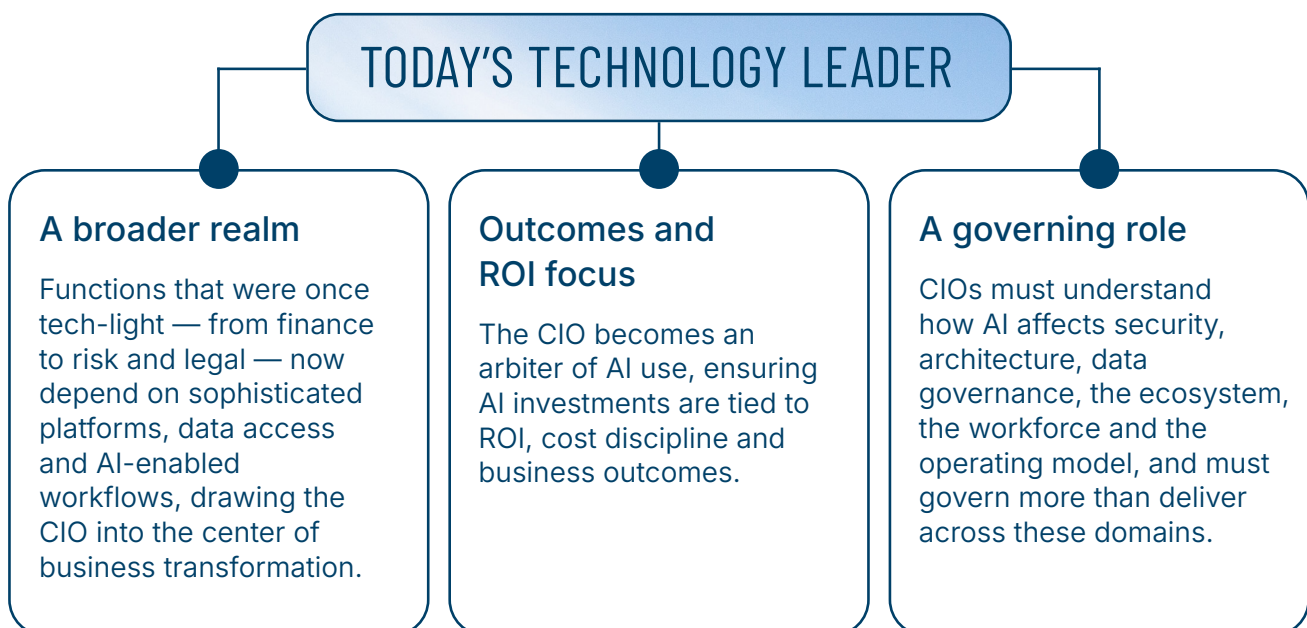 TODAY’S TECHNOLOGY LEADER
A broader realm
Functions that were once
tech-light — from finance
to risk and legal — now
depend on sophisticated
platforms, data access
and AI-enabled
workflows, drawing the
CIO into the center of
business transformation.
Outcomes and
ROI focus
The CIO becomes an
arbiter of AI use, ensuring
AI investments are tied to
ROI, cost discipline and
business outcomes.
A governing role
CIOs must understand
how AI affects security,
architecture, data
governance, the ecosystem,
the workforce and the
operating model, and must
govern more than deliver
across these domains.